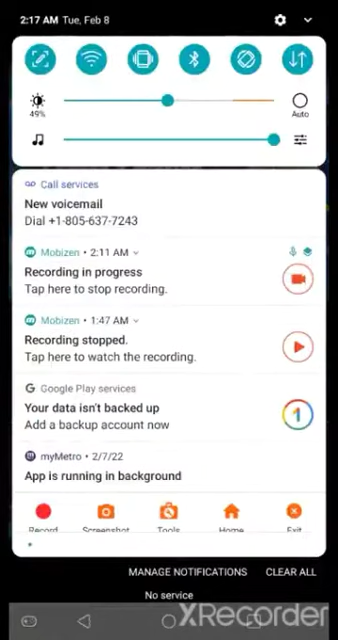 2:17 AM Tue, Feb 8
49%
Auto
Call services
New voicemail
Dial +1-805-637-7243
Mobizen • 2:11 AM
Recording in progress
Tap here to stop recording.
Mobizen • 1:47 AM
Recording stopped.
Tap here to watch the recording.
G Google Play services
Your data isn't backed up
Add a backup account now
1
m myMetro • 2/7/22
App is running in background
Record Screenshot Tools Home Exit
MANAGE NOTIFICATIONS CLEAR ALL
No service
XRecorder